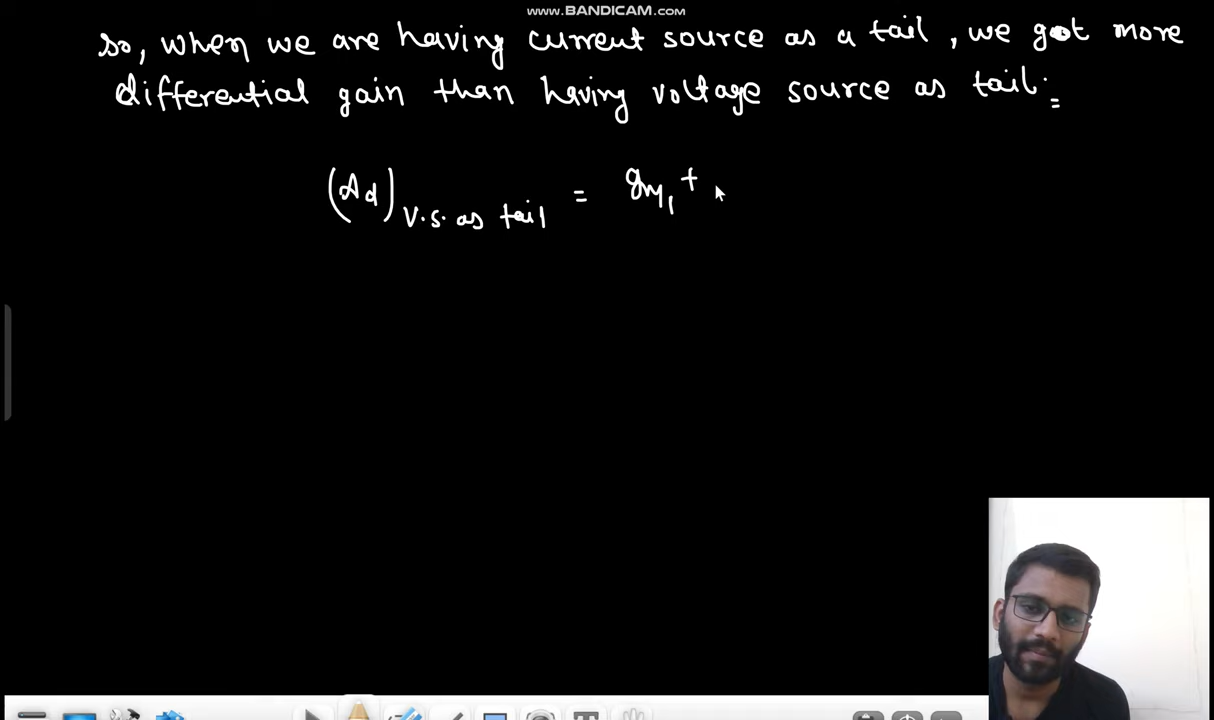 www.BANDICAM.com
so, when we are having current source as a tail, we got more
differential gain than having voltage source as tail.
(Ad)V.S. as tail = gm1 +